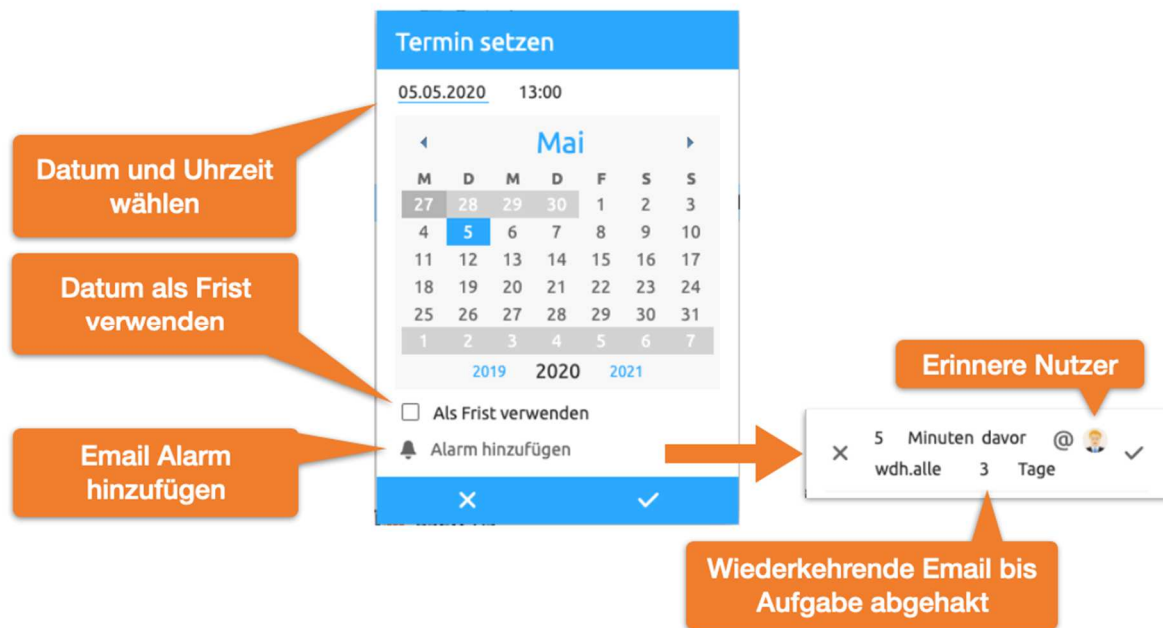 Termin setzen
05.05.2020 13:00
Mai
M D M D F S S
27 28 29 30 1 2 3
4 5 6 7 8 9 10
11 12 13 14 15 16 17
18 19 20 21 22 23 24
25 26 27 28 29 30 31
1 2 3 4 5 6 7
2019 2020 2021
Als Frist verwenden
Alarm hinzufügen
Datum und Uhrzeit
wählen
Datum als Frist
verwenden
Email Alarm
hinzufügen
Erinnere Nutzer
5 Minuten davor @
wdh.alle 3 Tage
Wiederkehrende Email bis
Aufgabe abgehakt